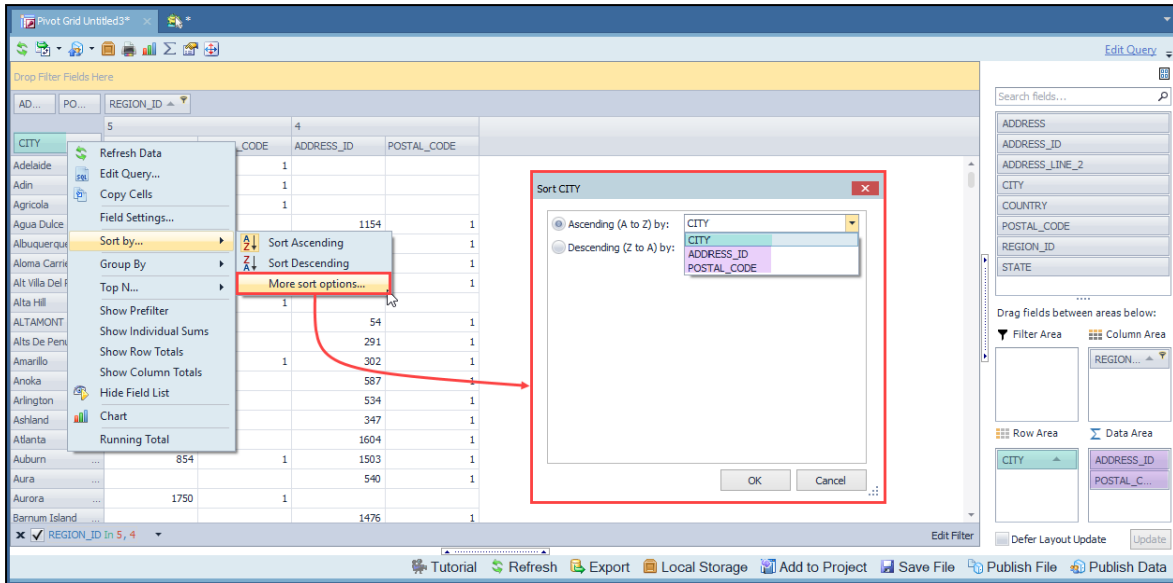 Pivot Grid Untitled3* × *
Edit Query
Drop Filter Fields Here
AD... PO... REGION_ID
5 4
CITY _CODE ADDRESS_ID POSTAL_CODE
Adelaide 1
Adin 1
Agricola 1
Agua Dulce 1154 1
Albuquerque 1
Aloma Carrie 1
Alt Villa Del 1
Alta Hill 1
ALTAMONT 54 1
Alts De Penu 291 1
Amarillo 1 302 1
Anoka 587 1
Arlington 534 1
Ashland 347 1
Atlanta 1604 1
Auburn ... 854 1 1503 1
Aura ... 540 1
Aurora ... 1750 1
Barnum Island ... 1476 1
Refresh Data
Edit Query...
Copy Cells
Field Settings...
Sort by...
Group By
Top N...
Show Prefilter
Show Individual Sums
Show Row Totals
Show Column Totals
Hide Field List
Chart
Running Total
Sort Ascending
Sort Descending
More sort options...
Sort CITY
Ascending (A to Z) by: CITY
Descending (Z to A) by:
CITY
ADDRESS_ID
POSTAL_CODE
OK Cancel
Search fields...
ADDRESS
ADDRESS_ID
ADDRESS_LINE_2
CITY
COUNTRY
POSTAL_CODE
REGION_ID
STATE
Drag fields between areas below:
Filter Area Column Area
REGION...
Row Area Σ Data Area
CITY ADDRESS_ID
POSTAL_C...
× REGION_ID In 5, 4 Edit Filter
Defer Layout Update Update
Tutorial Refresh Export Local Storage Add to Project Save File Publish File Publish Data